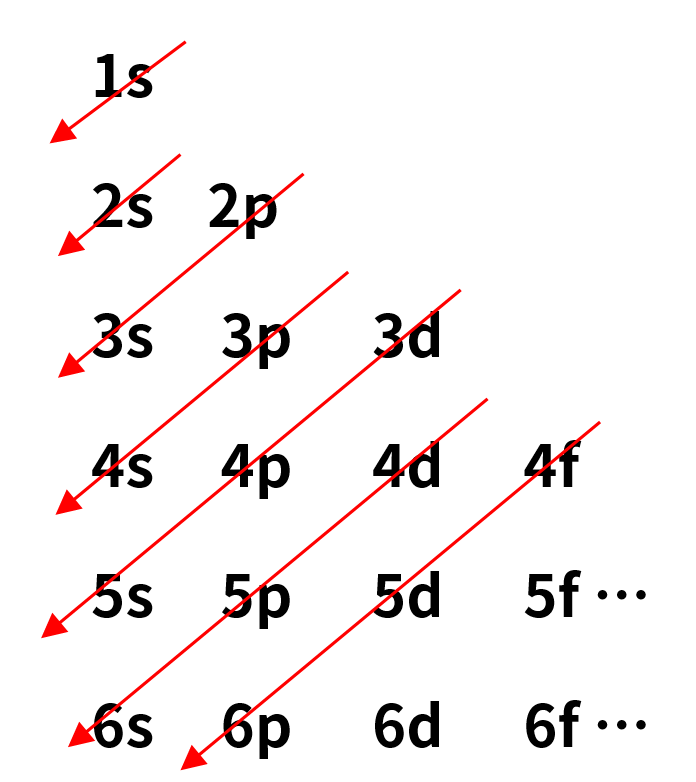 1s
2s 2p
3s 3p 3d
4s 4p 4d 4f
5s 5p 5d 5f …
6s 6p 6d 6f …